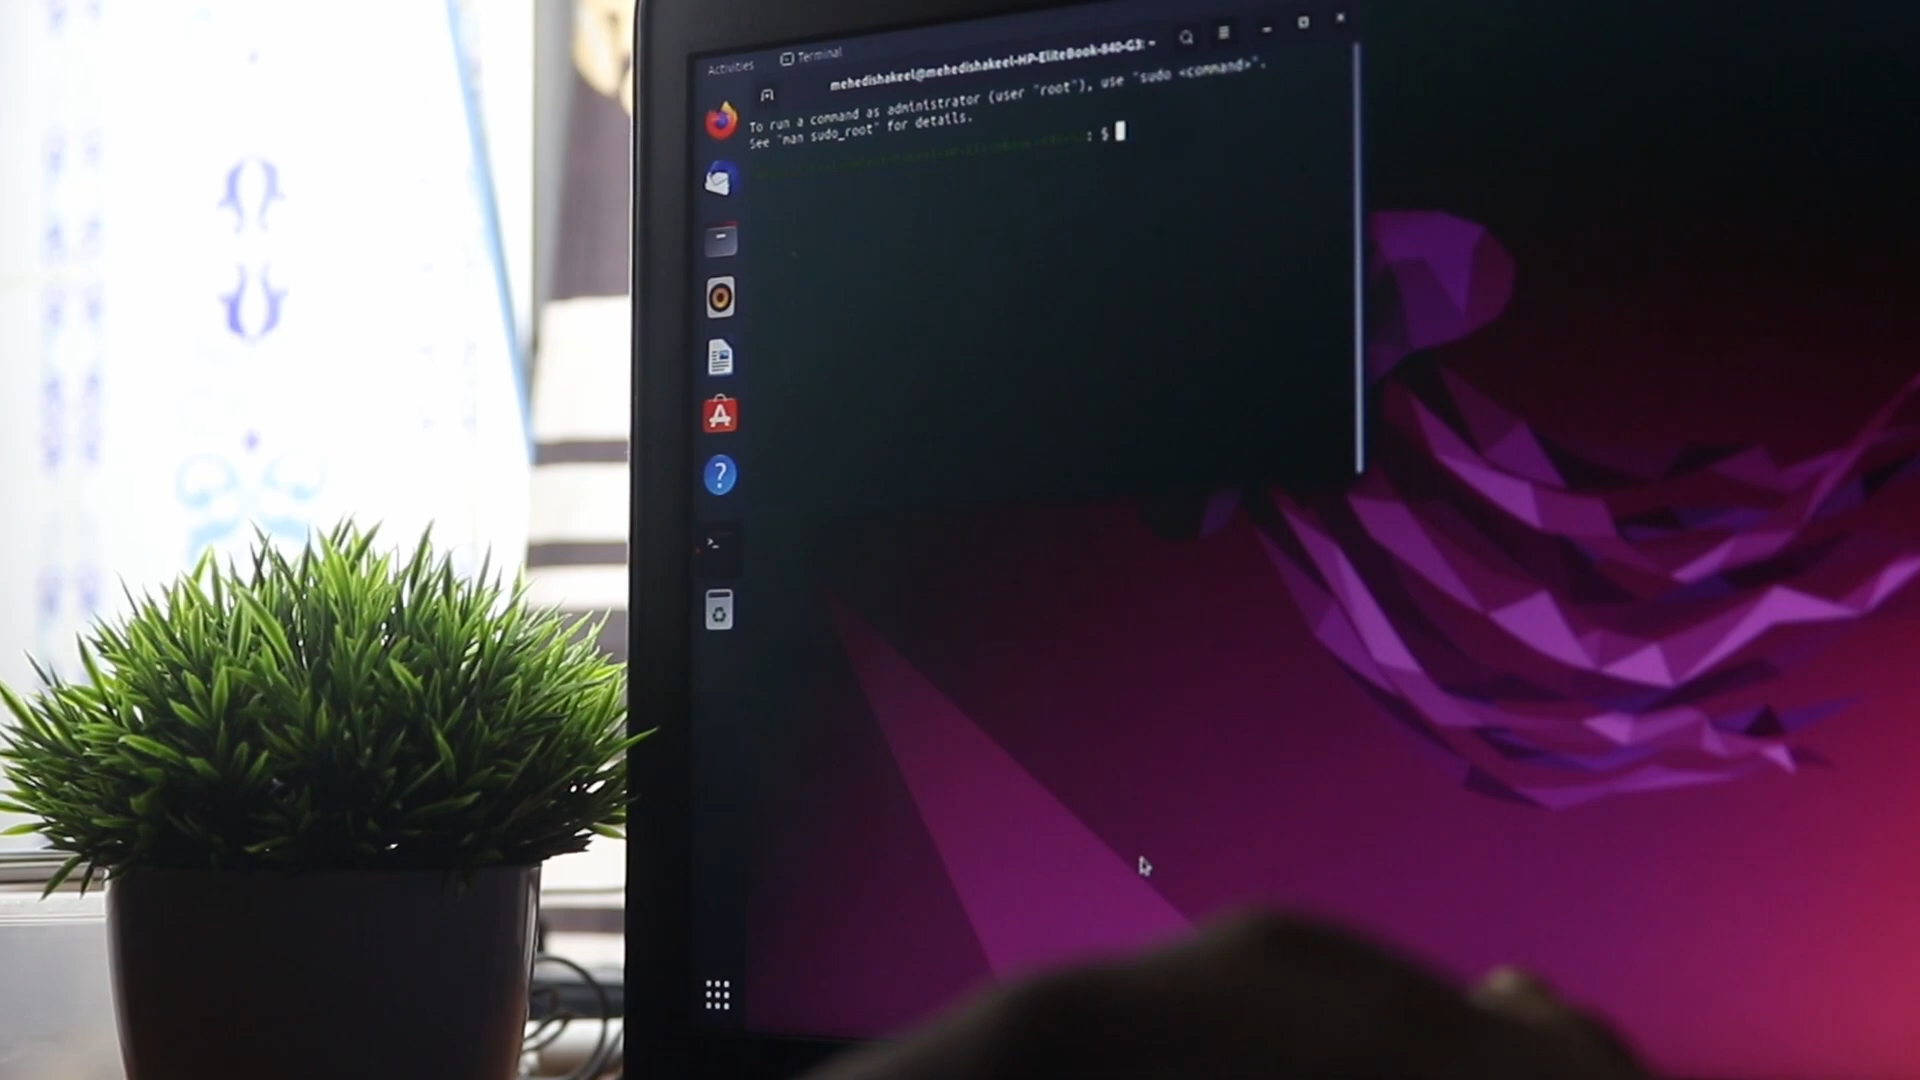 Activities
Terminal
mehedishakeel@mehedishakeel-HP-EliteBook-840-G3: ~
To run a command as administrator (user "root"), use "sudo <command>".
See "man sudo_root" for details.
: $